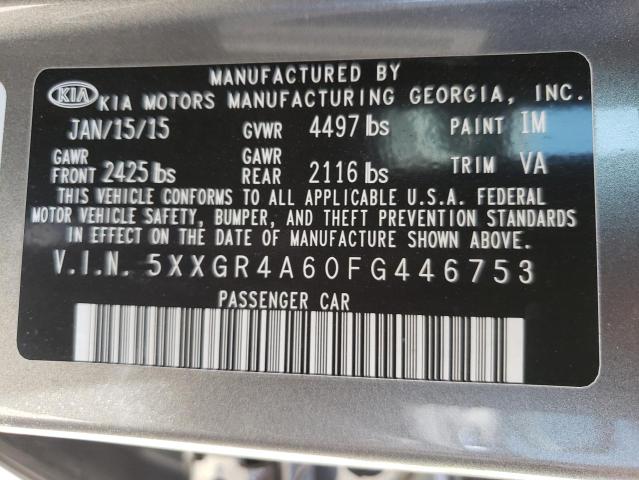 MANUFACTURED BY
KIA KIA MOTORS MANUFACTURING GEORGIA, INC.
JAN/15/15 GVWR 4497 lbs PAINT IM
GAWR FRONT 2425 lbs GAWR REAR 2116 lbs TRIM VA
THIS VEHICLE CONFORMS TO ALL APPLICABLE U.S.A. FEDERAL
MOTOR VEHICLE SAFETY, BUMPER, AND THEFT PREVENTION STANDARDS
IN EFFECT ON THE DATE OF MANUFACTURE SHOWN ABOVE.
V.I.N. 5XXGR4A60FG446753
PASSENGER CAR